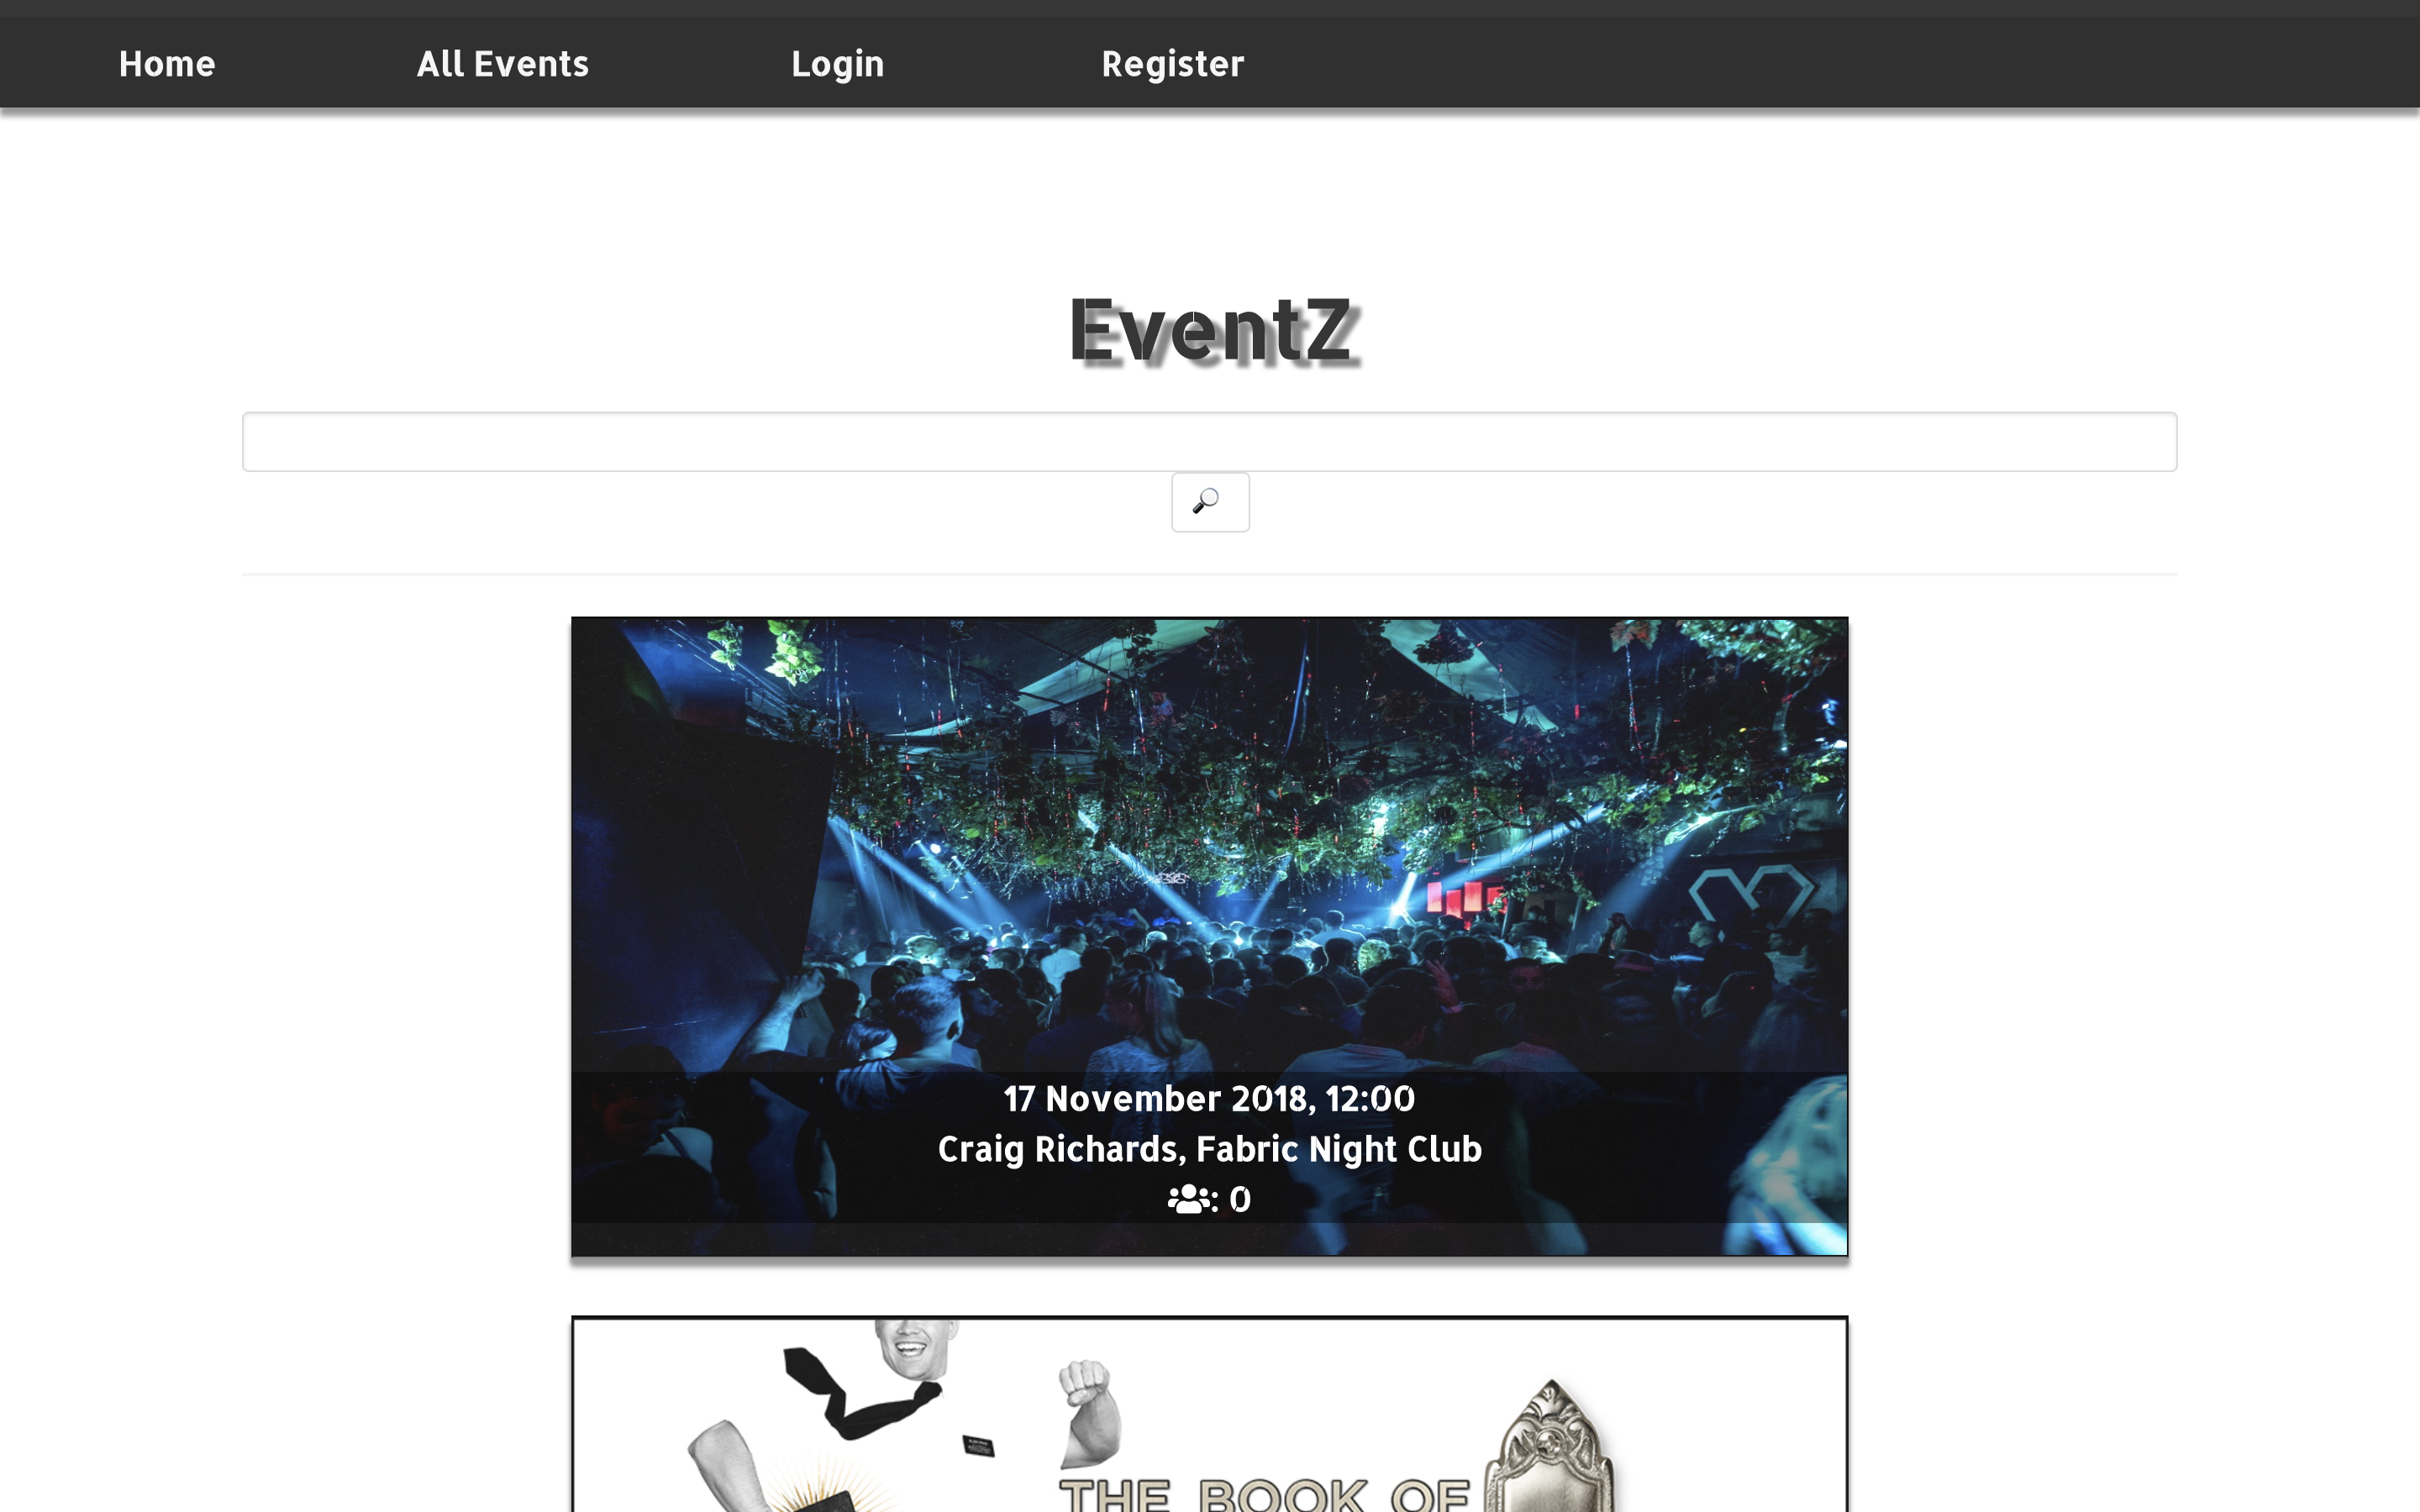 Home All Events Login Register
EventZ
17 November 2018, 12:00
Craig Richards, Fabric Night Club
: 0
THE BOOK OF